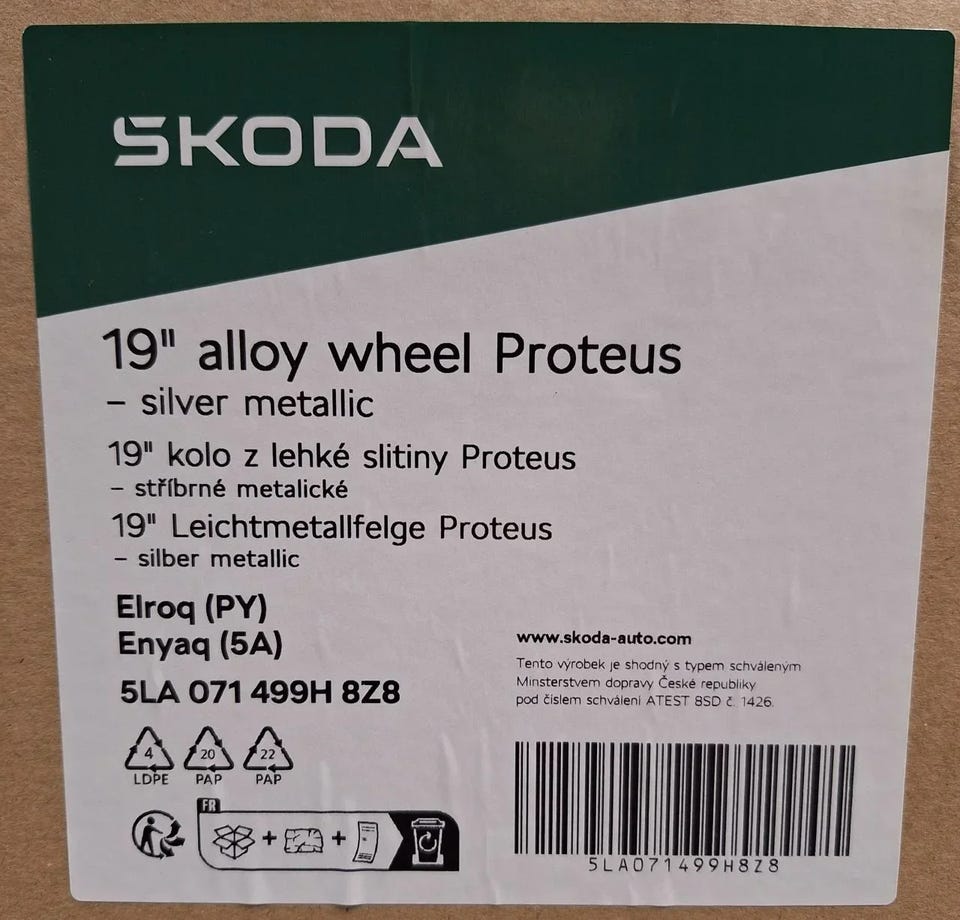 SKODA
19" alloy wheel Proteus
– silver metallic
19" kolo z lehké slitiny Proteus
– stříbrné metalické
19" Leichtmetallfelge Proteus
– silber metallic
Elroq (PY)
Enyaq (5A)
5LA 071 499H 8Z8
www.skoda-auto.com
Tento výrobek je shodný s typem schváleným
Minsterstvem dopravy České republiky
pod číslem schválení ATEST 8SD č. 1426.
4
LDPE
20
PAP
22
PAP
FR
+ +
5LA071499H8Z8